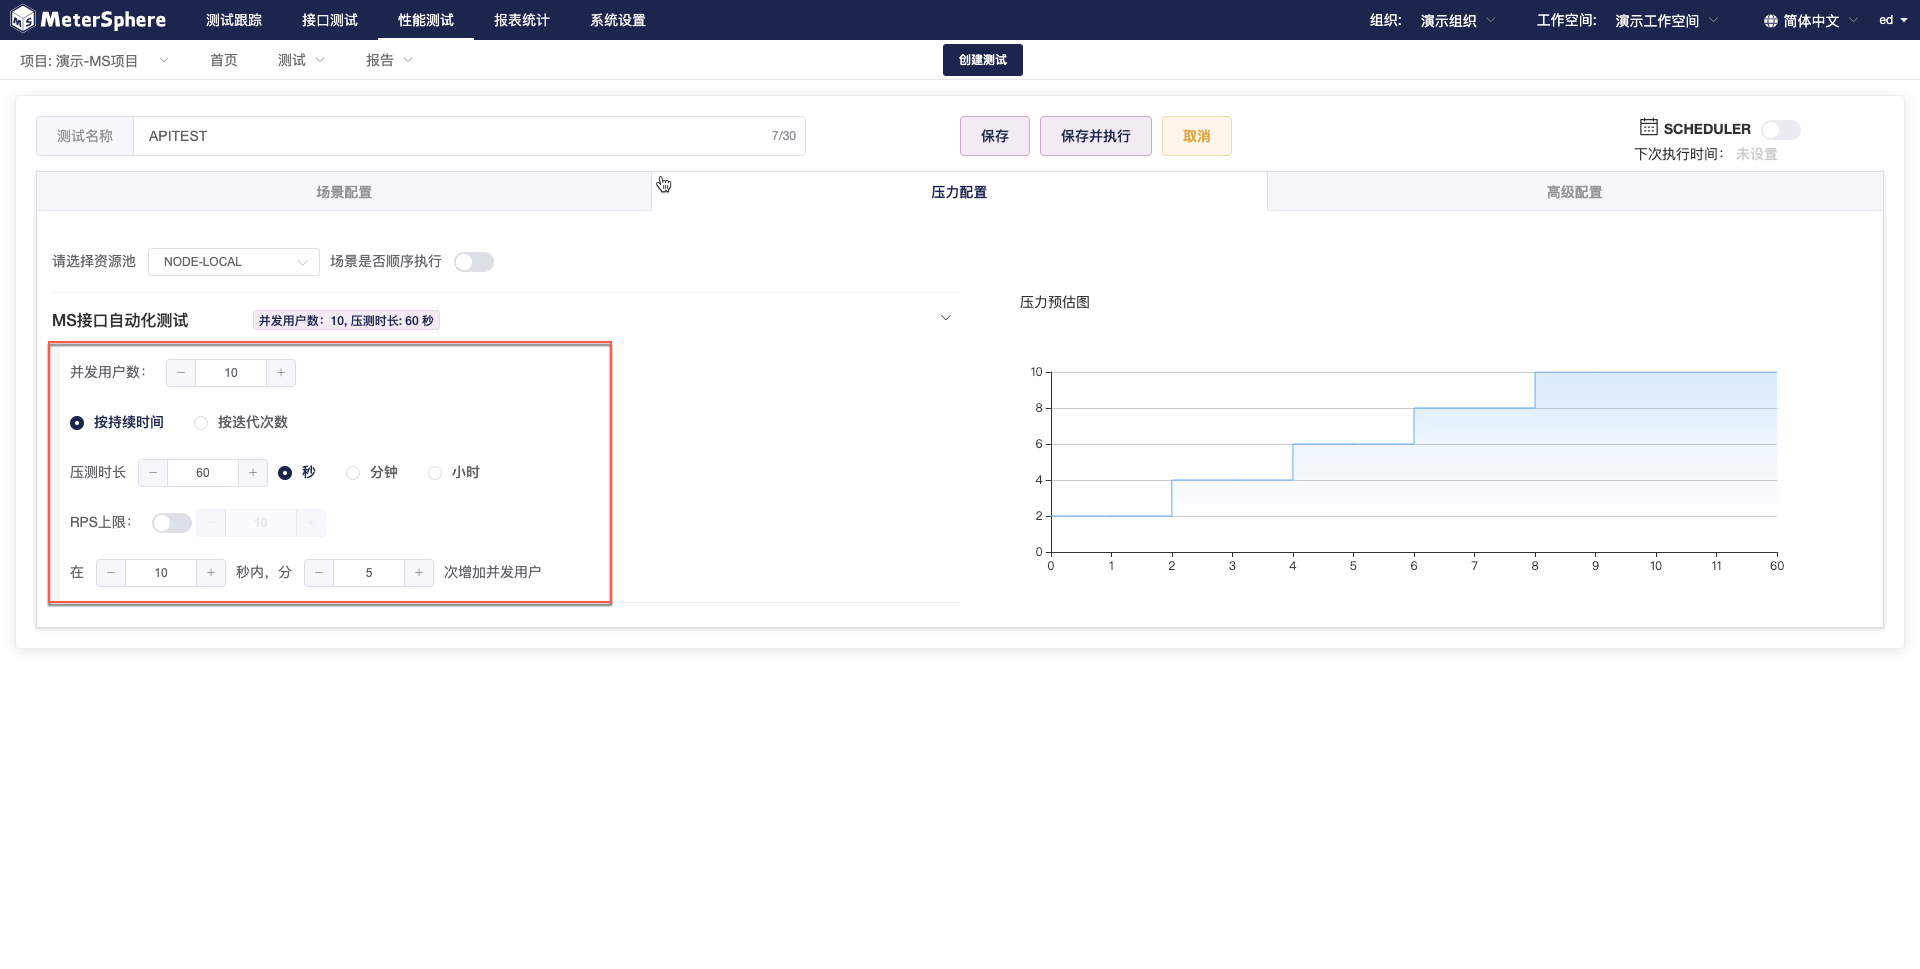 MeterSphere 测试跟踪 接口测试 性能测试 报表统计 系统设置 组织: 演示组织 工作空间: 演示工作空间 简体中文 ed
项目: 演示-MS项目 首页 测试 报告 创建测试
测试名称 APITEST 7/30 保存 保存并执行 取消 SCHEDULER
下次执行时间： 未设置
场景配置 压力配置 高级配置
请选择资源池 NODE-LOCAL 场景是否顺序执行
MS接口自动化测试 并发用户数：10, 压测时长: 60 秒
并发用户数： − 10 +
按持续时间 按迭代次数
压测时长 − 60 + 秒 分钟 小时
RPS上限： − 10 +
在 − 10 + 秒内，分 − 5 + 次增加并发用户
压力预估图
10
8
6
4
2
0
0 1 2 3 4 5 6 7 8 9 10 11 60